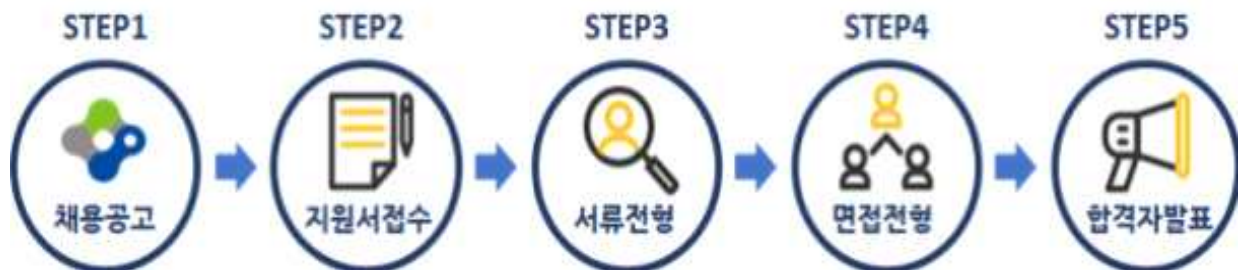 STEP1
채용공고
STEP2
지원서접수
STEP3
서류전형
STEP4
면접전형
STEP5
합격자발표